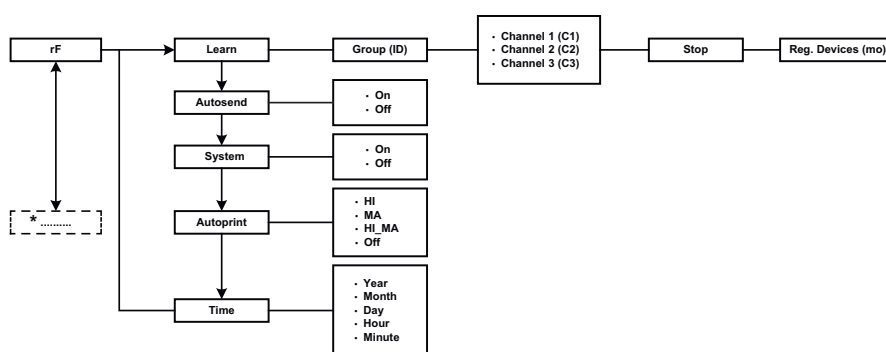 rF
Learn
Group (ID)
· Channel 1 (C1)
· Channel 2 (C2)
· Channel 3 (C3)
Stop
Reg. Devices (mo)
Autosend
· On
· Off
System
· On
· Off
* ..........
Autoprint
· HI
· MA
· HI_MA
· Off
Time
· Year
· Month
· Day
· Hour
· Minute